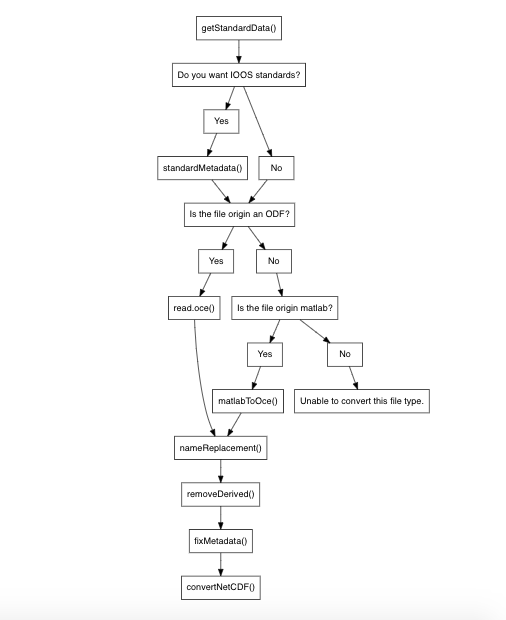 getStandardData()
Do you want IOOS standards?
Yes
standardMetadata()
No
Is the file origin an ODF?
Yes
No
read.oce()
Is the file origin matlab?
Yes
No
matlabToOce()
Unable to convert this file type.
nameReplacement()
removeDerived()
fixMetadata()
convertNetCDF()